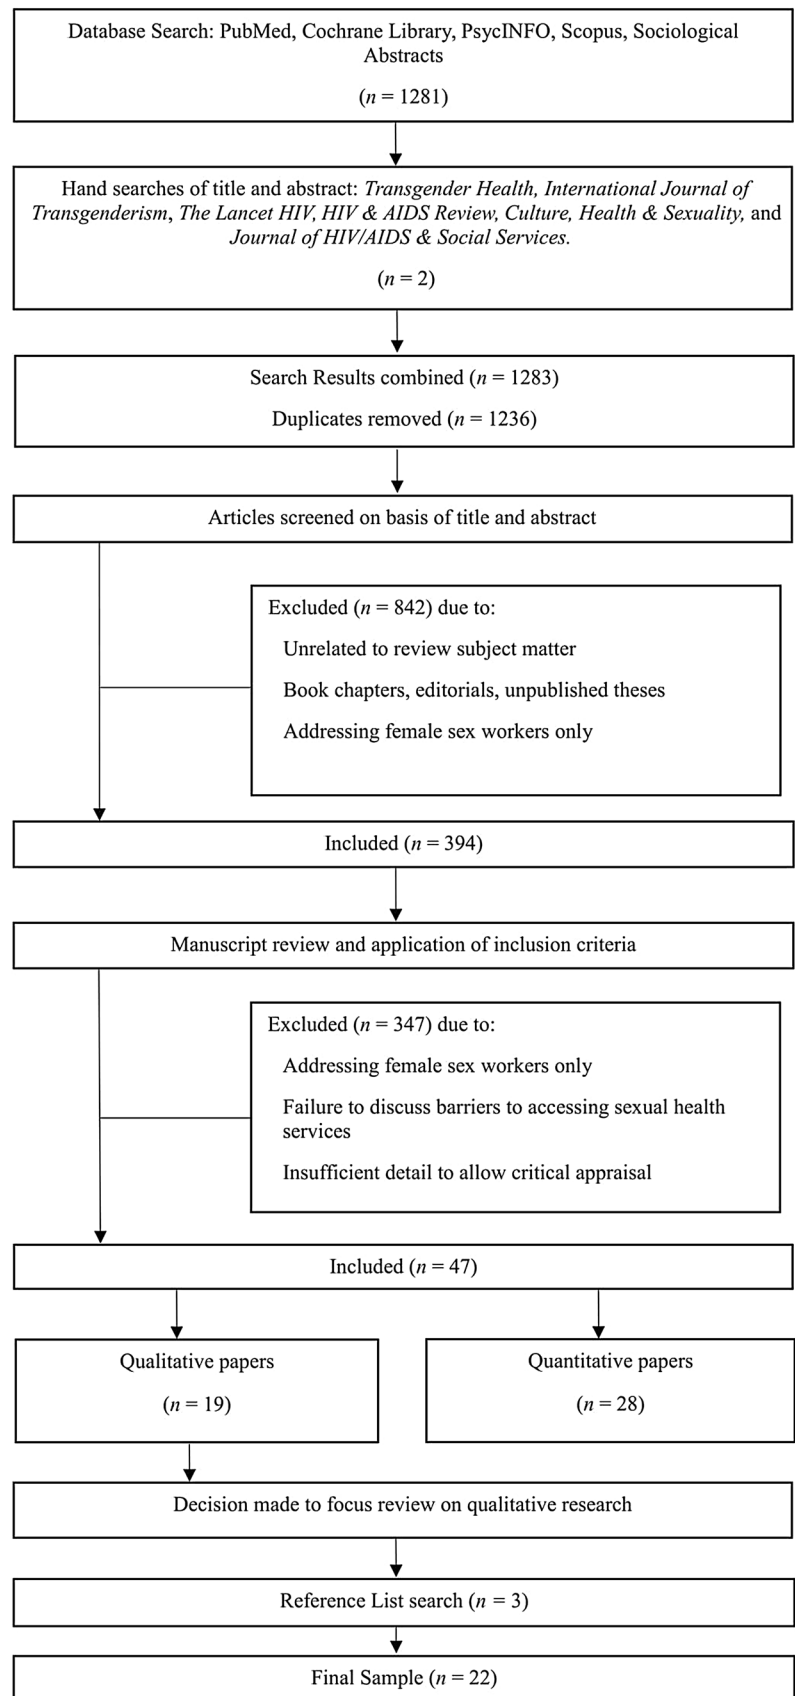 Database Search: PubMed, Cochrane Library, PsycINFO, Scopus, Sociological
Abstracts
(n = 1281)
Hand searches of title and abstract: Transgender Health, International Journal of
Transgenderism, The Lancet HIV, HIV & AIDS Review, Culture, Health & Sexuality, and
Journal of HIV/AIDS & Social Services.
(n = 2)
Search Results combined (n = 1283)
Duplicates removed (n = 1236)
Articles screened on basis of title and abstract
Excluded (n = 842) due to:
Unrelated to review subject matter
Book chapters, editorials, unpublished theses
Addressing female sex workers only
Included (n = 394)
Manuscript review and application of inclusion criteria
Excluded (n = 347) due to:
Addressing female sex workers only
Failure to discuss barriers to accessing sexual health
services
Insufficient detail to allow critical appraisal
Included (n = 47)
Qualitative papers
(n = 19)
Quantitative papers
(n = 28)
Decision made to focus review on qualitative research
Reference List search (n = 3)
Final Sample (n = 22)